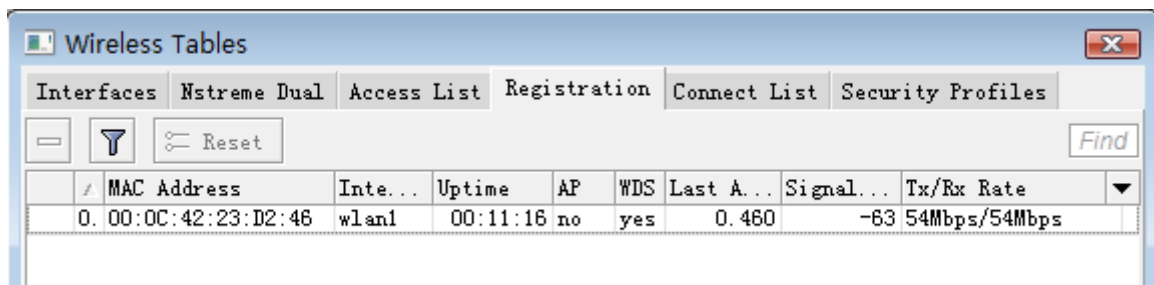 Wireless Tables
Interfaces Nstreme Dual Access List Registration Connect List Security Profiles
Reset Find
MAC Address Inte... Uptime AP WDS Last A... Signal... Tx/Rx Rate
0. 00:0C:42:23:D2:46 wlan1 00:11:16 no yes 0.460 -63 54Mbps/54Mbps